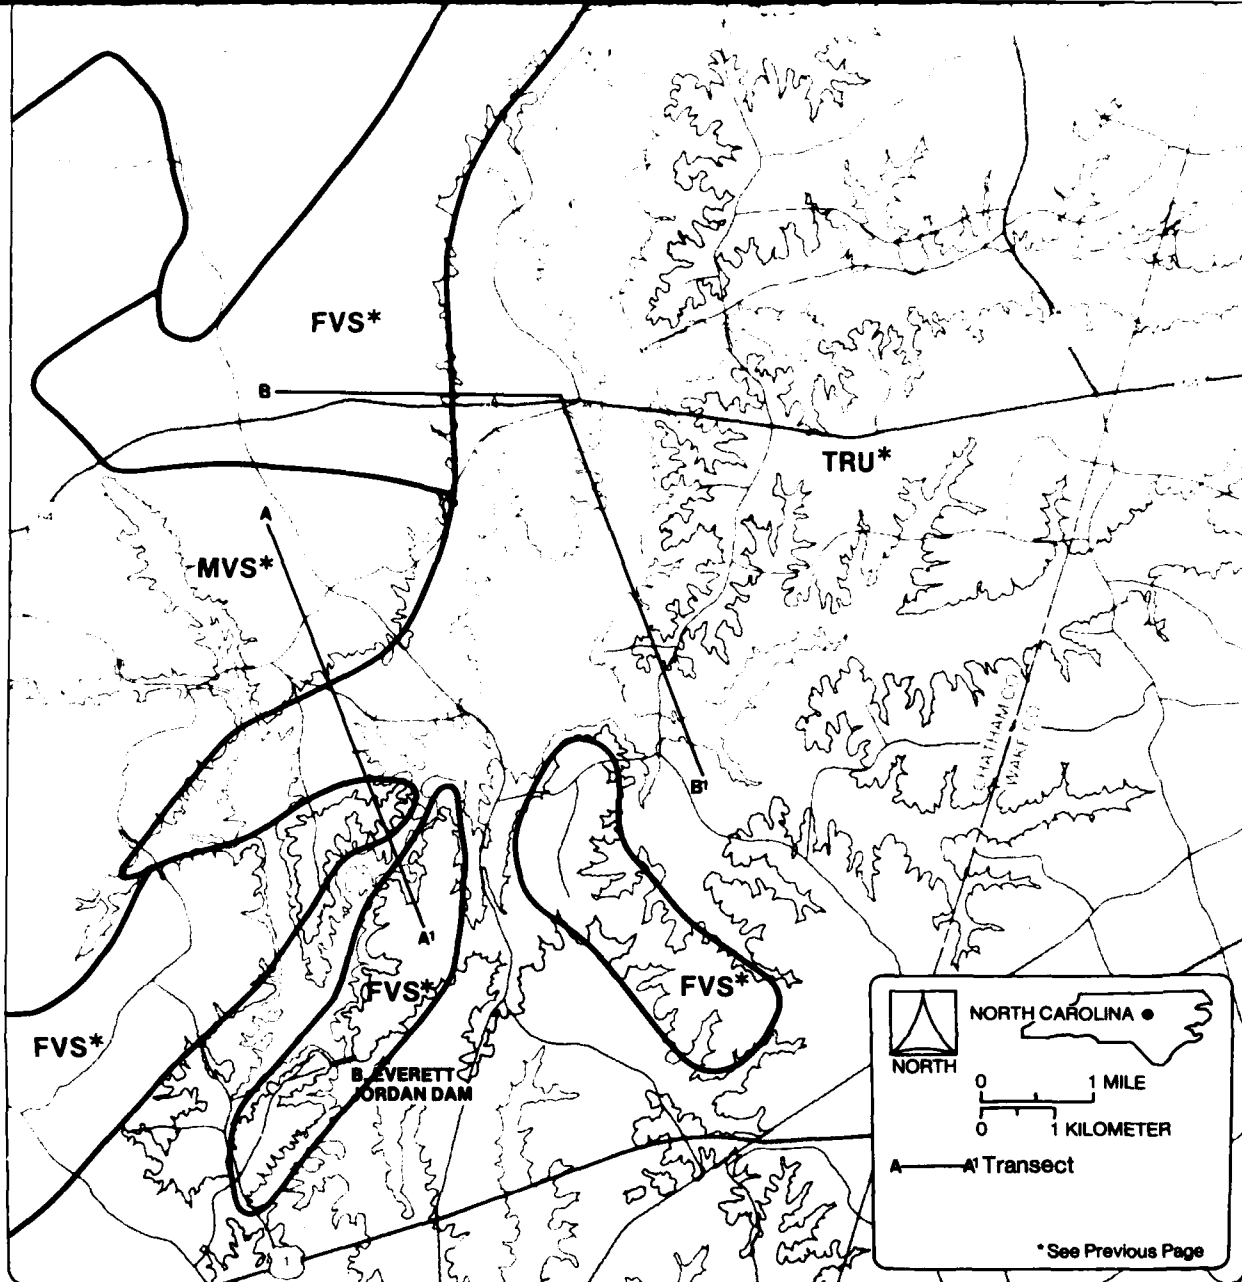 FVS*
B
TRU*
A
MVS*
CHATHAM CO
WAKE CO
B¹
A¹
FVS*
FVS*
FVS*
B. EVERETT
JORDAN DAM
1
NORTH
NORTH CAROLINA
0 1 MILE
0 1 KILOMETER
A A¹ Transect
*See Previous Page